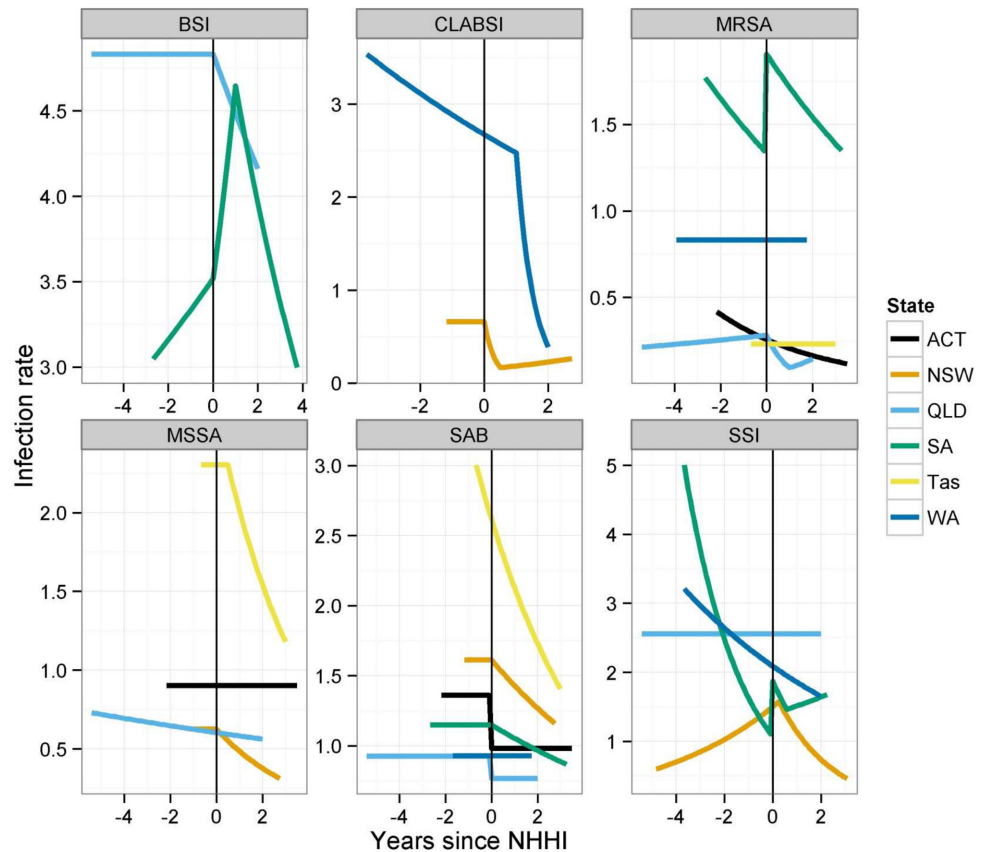 BSI
CLABSI
MRSA
4.5
4.0
3.5
3.0
3
2
1
0
1.5
1.0
0.5
-4 -2 0 2 4
-2 0 2
-4 -2 0 2
MSSA
SAB
SSI
2.0
1.5
1.0
0.5
3.0
2.5
2.0
1.5
1.0
5
4
3
2
1
-4 -2 0 2
-4 -2 0 2
-4 -2 0 2
Infection rate
Years since NHHI
State
ACT
NSW
QLD
SA
Tas
WA